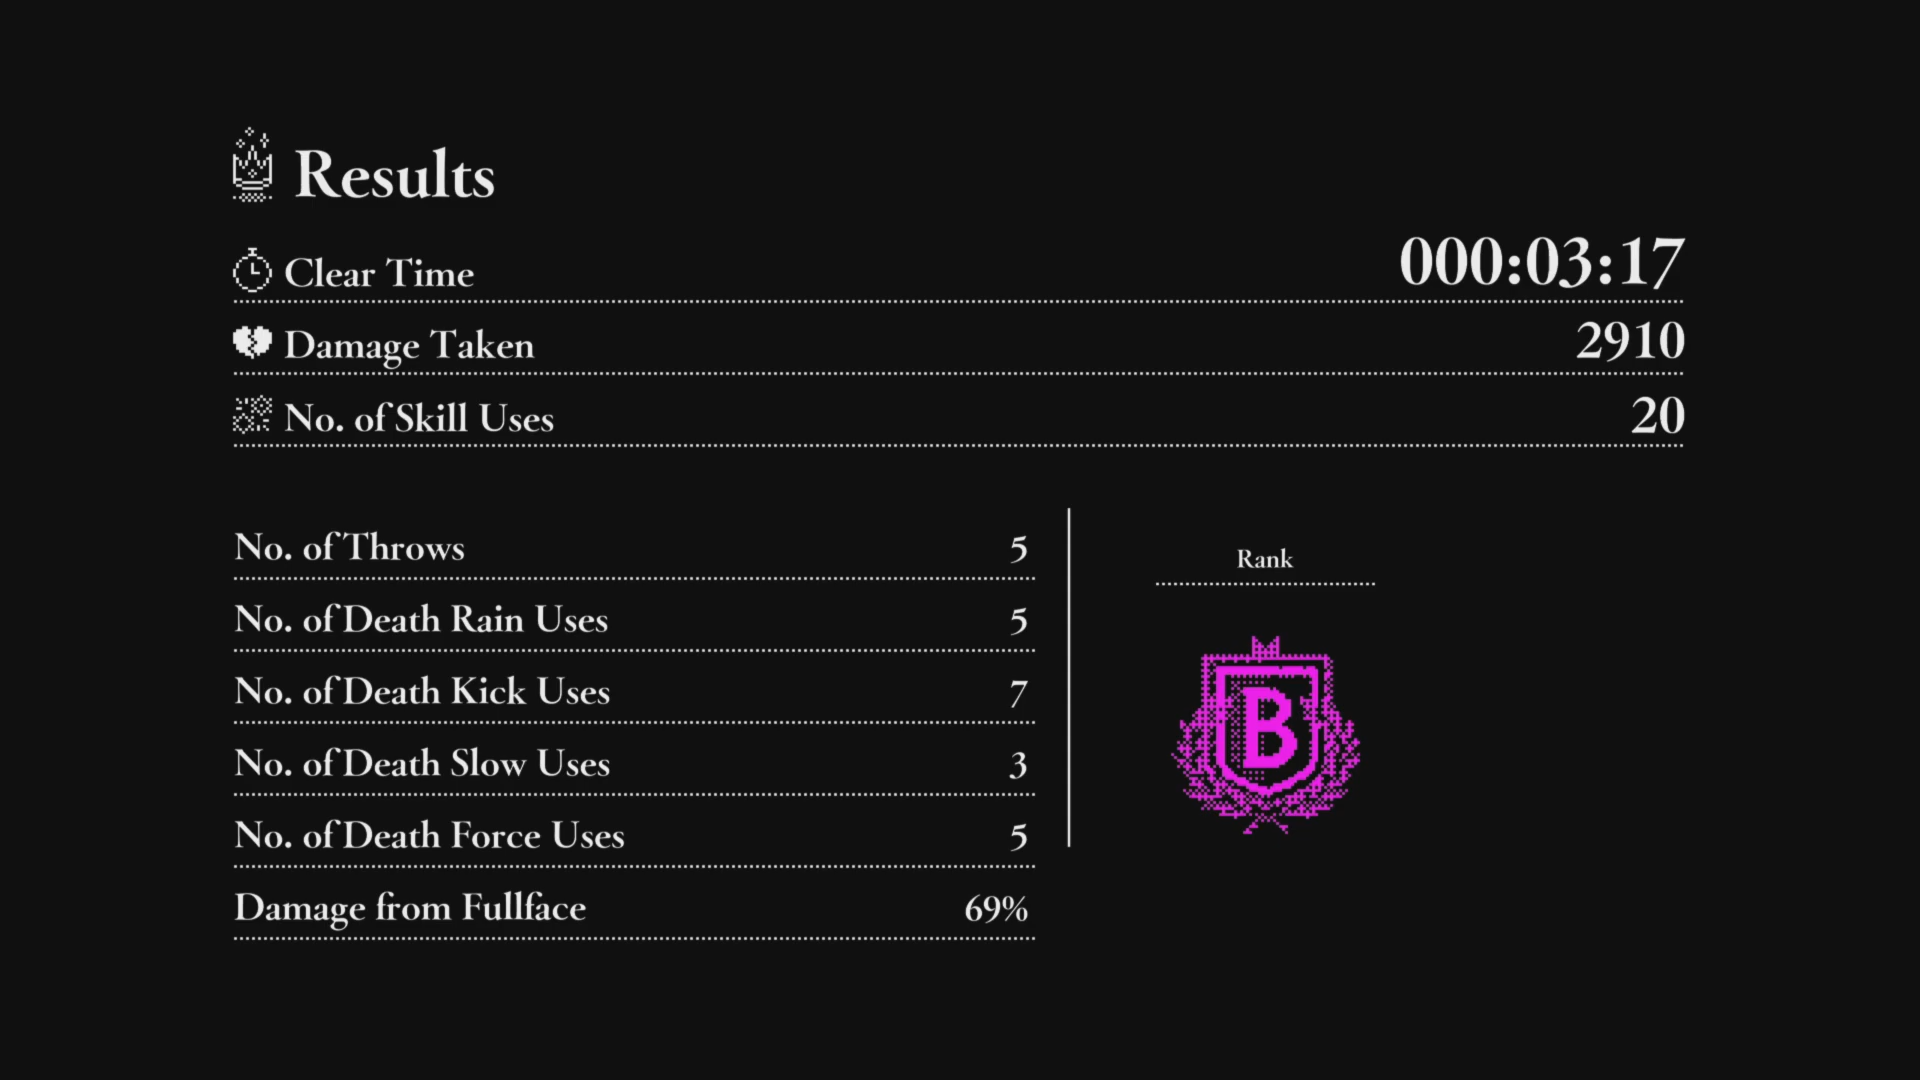 Results
Clear Time 000:03:17
Damage Taken 2910
No. of Skill Uses 20
No. of Throws 5
No. of Death Rain Uses 5
No. of Death Kick Uses 7
No. of Death Slow Uses 3
No. of Death Force Uses 5
Damage from Fullface 69%
Rank
B